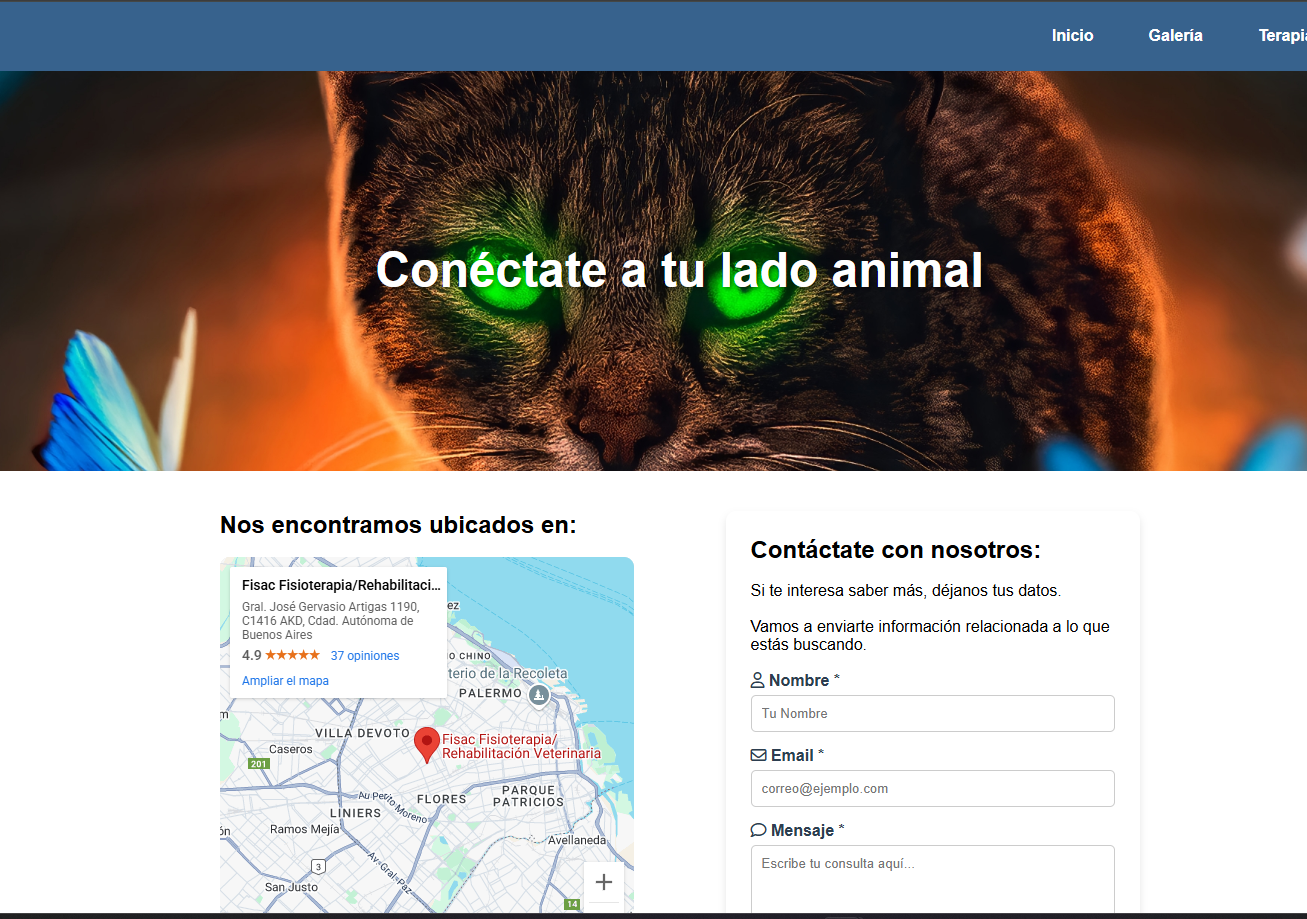 Inicio
Galería
Terapia
Conéctate a tu lado animal
Nos encontramos ubicados en:
Fisac Fisioterapia/Rehabilitaci...
Gral. José Gervasio Artigas 1190,
C1416 AKD, Cdad. Autónoma de
Buenos Aires
4.9
37 opiniones
Ampliar el mapa
ez
O CHINO
terio de la Recoleta
PALERMO
m
VILLA DEVOTO
Caseros
201
Fisac Fisioterapia/
Rehabilitación Veterinaria
PARQUE
PATRICIOS
FLORES
Au Perito Moreno
LINIERS
ón
Ramos Mejía
Avellaneda
Av. Gral. Paz
3
San Justo
14
Contáctate con nosotros:
Si te interesa saber más, déjanos tus datos.
Vamos a enviarte información relacionada a lo que
estás buscando.
Nombre *
Tu Nombre
Email *
correo@ejemplo.com
Mensaje *
Escribe tu consulta aquí...